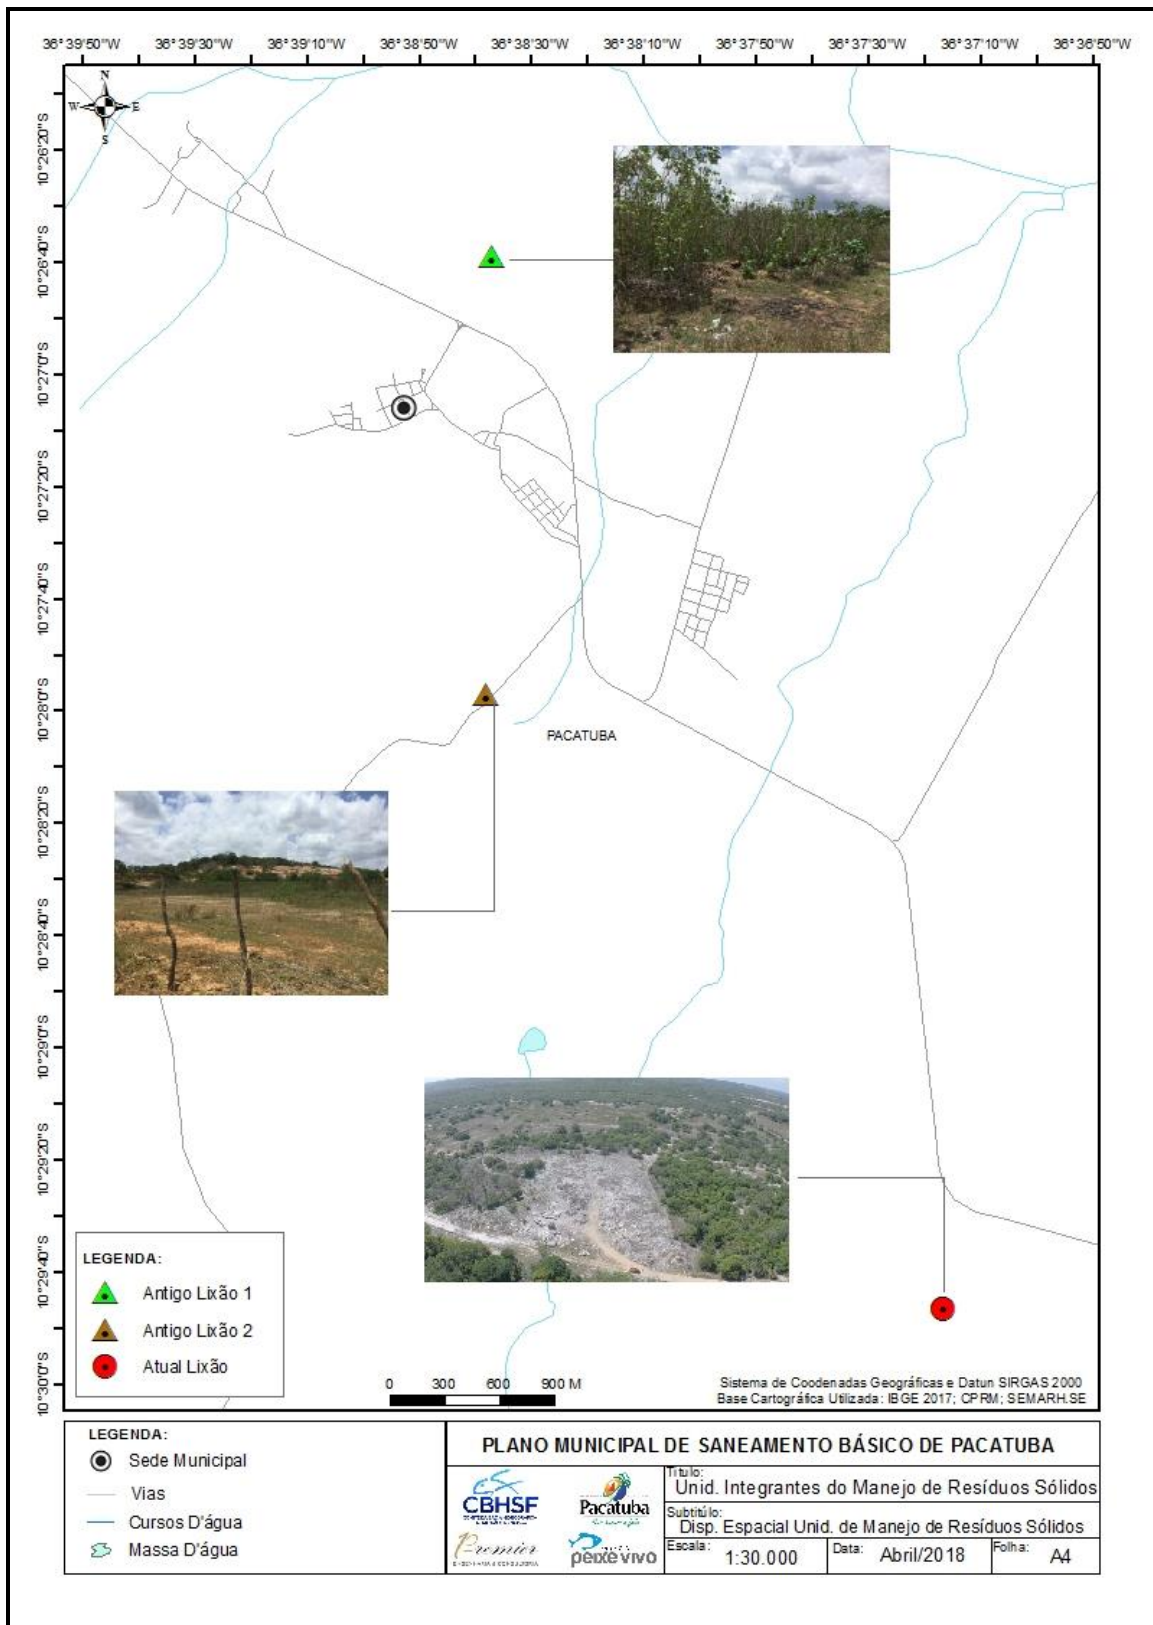 36°39'50"W 36°39'30"W 36°39'10"W 36°38'50"W 36°38'30"W 36°38'10"W 36°37'50"W 36°37'30"W 36°37'10"W 36°36'50"W
N
W E
S
10°26'20"S
10°26'40"S
10°27'0"S
10°27'20"S
10°27'40"S
10°28'0"S
PACATUBA
10°28'20"S
10°28'40"S
10°29'0"S
10°29'20"S
10°29'40"S
10°30'0"S
LEGENDA:
Antigo Lixão 1
Antigo Lixão 2
Atual Lixão
0 300 600 900 M
Sistema de Coodenadas Geográficas e Datun SIRGAS 2000
Base Cartográfica Utilizada: IBGE 2017; CPRM; SEMARH.SE
LEGENDA:
Sede Municipal
Vias
Cursos D'água
Massa D'água
PLANO MUNICIPAL DE SANEAMENTO BÁSICO DE PACATUBA
CBHSF
Pacatuba
Premier
peixe vivo
Título:
Unid. Integrantes do Manejo de Resíduos Sólidos
Subtitúlo:
Disp. Espacial Unid. de Manejo de Resíduos Sólidos
Escala: 1:30.000
Data: Abril/2018
Folha: A4